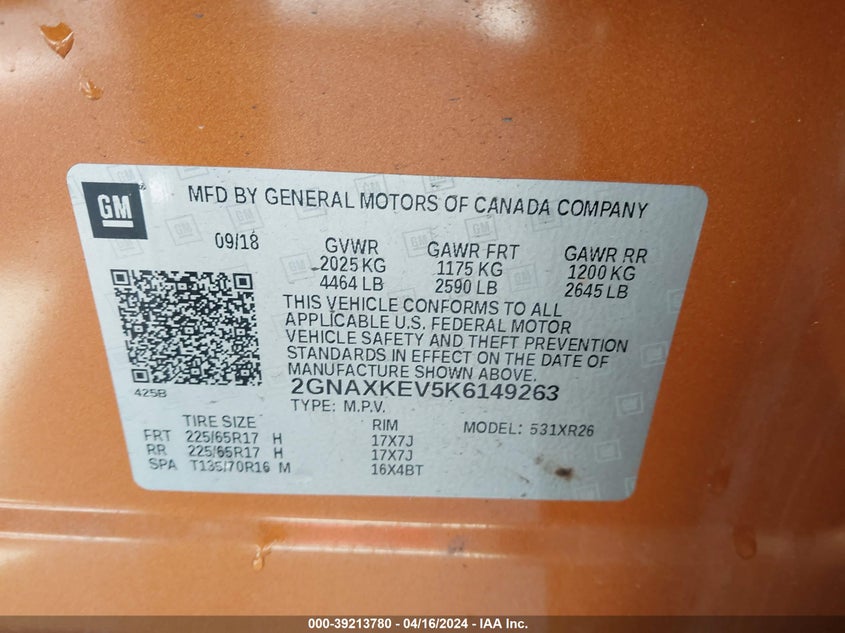 GM
MFD BY GENERAL MOTORS OF CANADA COMPANY
09/18 GVWR GAWR FRT GAWR RR
2025 KG 1175 KG 1200 KG
4464 LB 2590 LB 2645 LB
THIS VEHICLE CONFORMS TO ALL
APPLICABLE U.S. FEDERAL MOTOR
VEHICLE SAFETY AND THEFT PREVENTION
STANDARDS IN EFFECT ON THE DATE OF
MANUFACTURE SHOWN ABOVE.
425B 2GNAXKEV5K6149263
TYPE: M.P.V.
TIRE SIZE RIM MODEL: 531XR26
FRT 225/65R17 H 17X7J
RR 225/65R17 H 17X7J
SPA T135/70R16 M 16X4BT
000-39213780 - 04/16/2024 - IAA Inc.